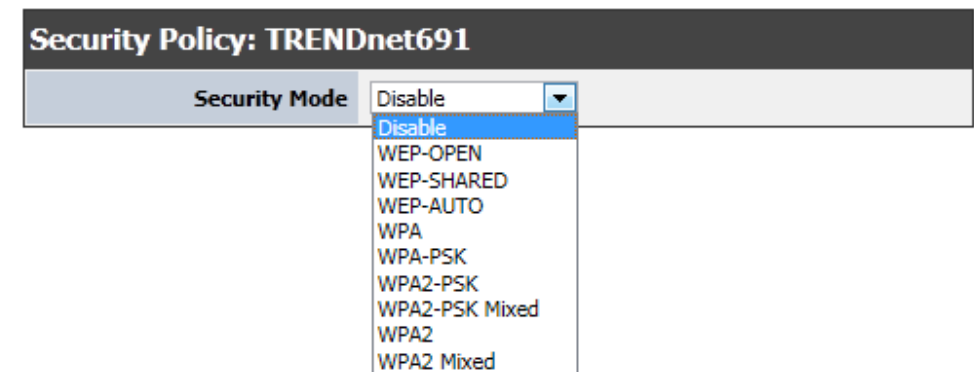 Security Policy: TRENDnet691
Security Mode Disable
Disable
WEP-OPEN
WEP-SHARED
WEP-AUTO
WPA
WPA-PSK
WPA2-PSK
WPA2-PSK Mixed
WPA2
WPA2 Mixed